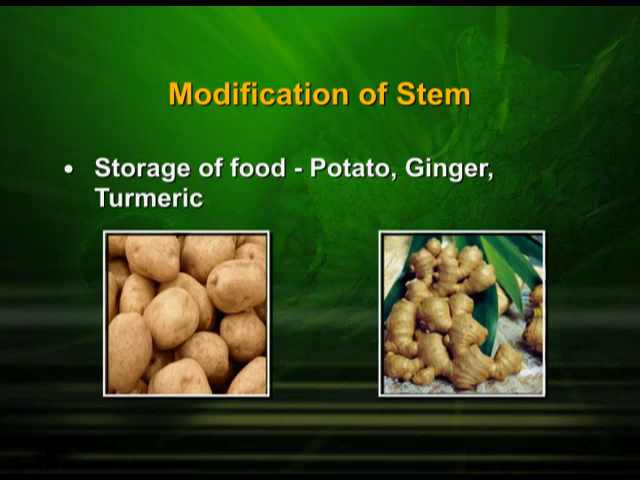 Modification of Stem
• Storage of food - Potato, Ginger,
Turmeric